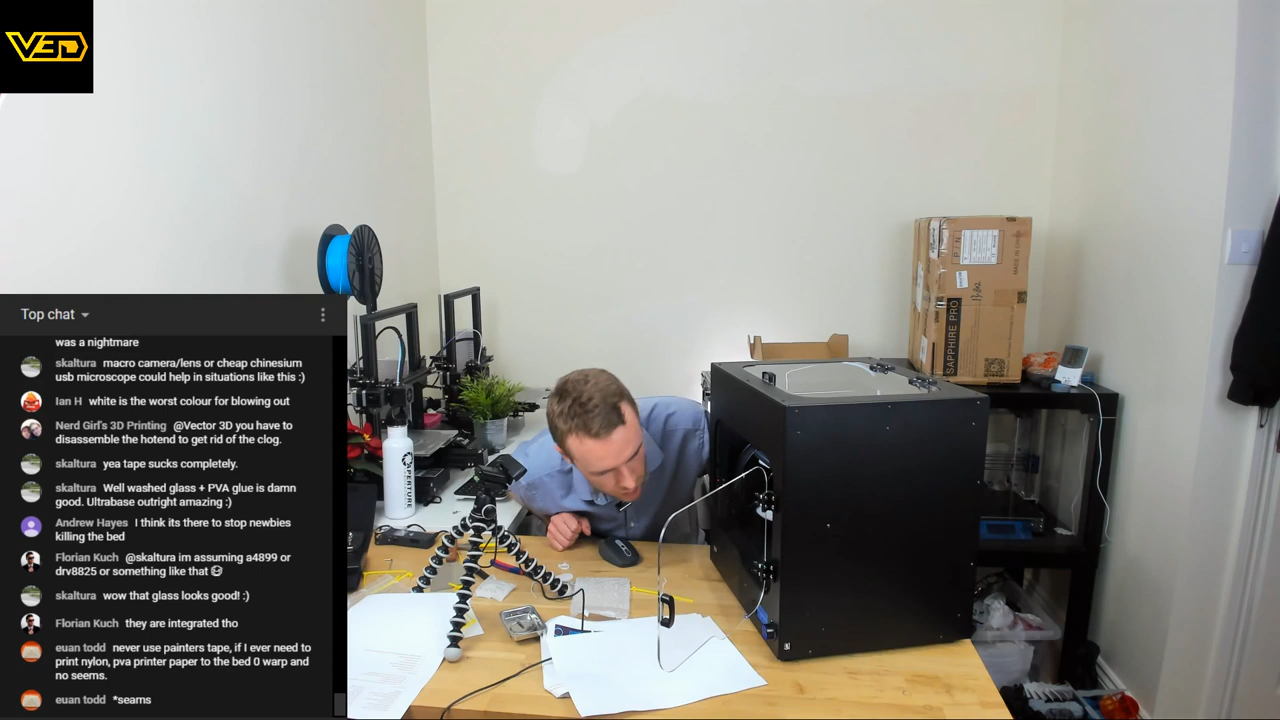 V3D
Top chat
was a nightmare
skaltura macro camera/lens or cheap chinesium
usb microscope could help in situations like this :)
Ian H white is the worst colour for blowing out
Nerd Girl's 3D Printing @Vector 3D you have to
disassemble the hotend to get rid of the clog.
skaltura yea tape sucks completely.
skaltura Well washed glass + PVA glue is damn
good. Ultrabase outright amazing :)
Andrew Hayes I think its there to stop newbies
killing the bed
Florian Kuch @skaltura im assuming a4899 or
drv8825 or something like that 😅
skaltura wow that glass looks good! :)
Florian Kuch they are integrated tho
euan todd never use painters tape, if I ever need to
print nylon, pva printer paper to the bed 0 warp and
no seems.
euan todd *seams
APERTURE
SAPPHIRE PRO
P/N
MADE IN CHINA